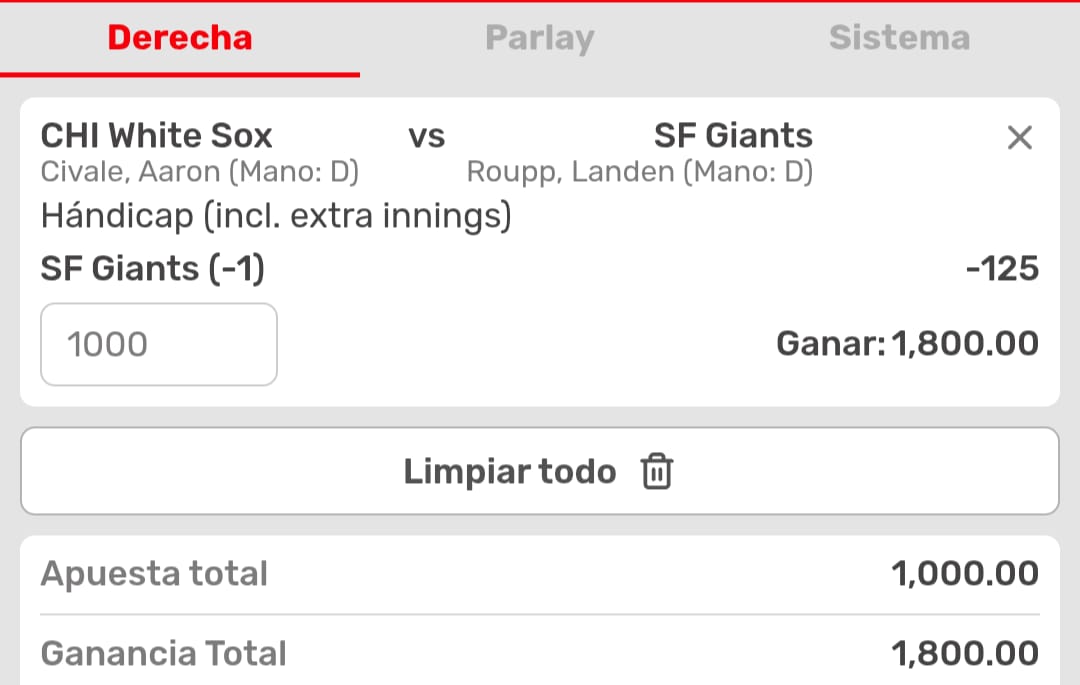 Derecha Parlay Sistema
CHI White Sox vs SF Giants
Civale, Aaron (Mano: D) Roupp, Landen (Mano: D)
Hándicap (incl. extra innings)
SF Giants (-1) -125
1000 Ganar: 1,800.00
Limpiar todo
Apuesta total 1,000.00
Ganancia Total 1,800.00